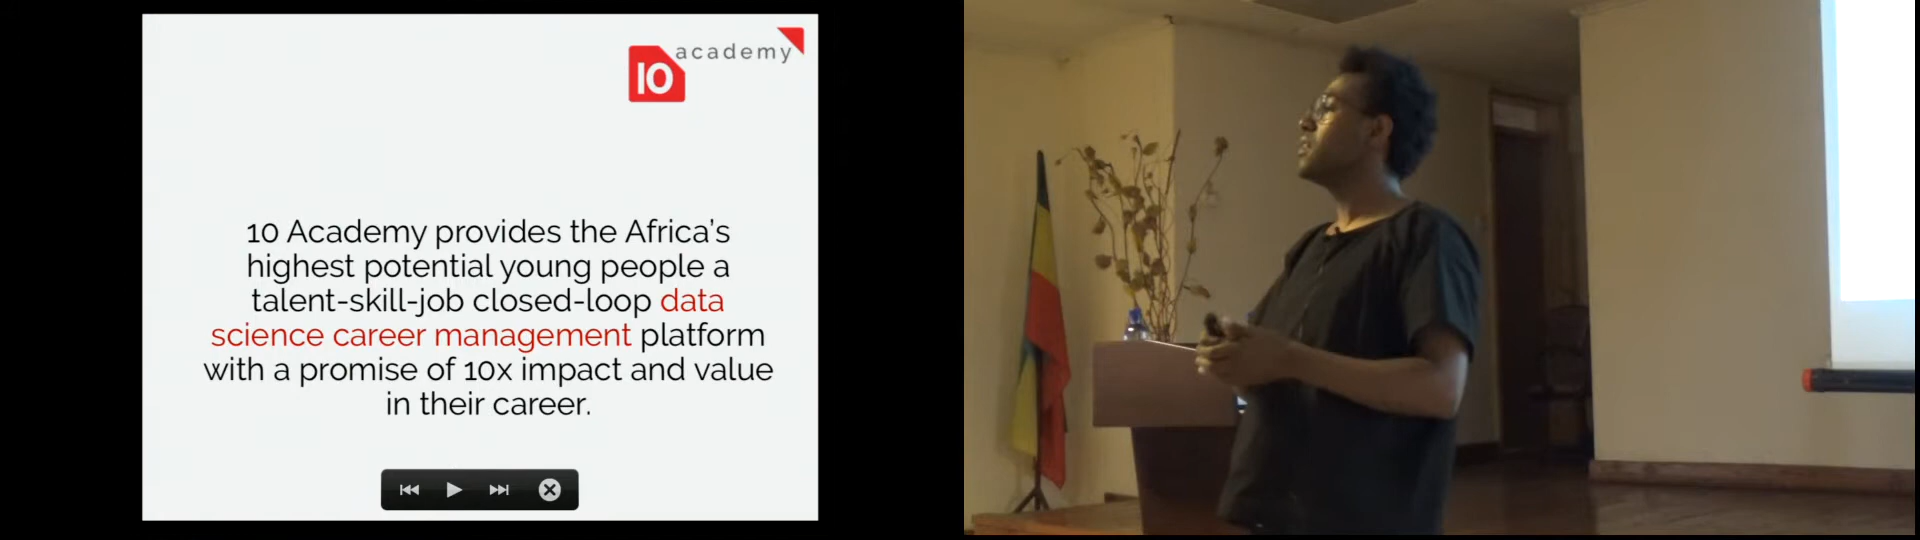 10 academy
10 Academy provides the Africa's
highest potential young people a
talent-skill-job closed-loop data
science career management platform
with a promise of 10x impact and value
in their career.